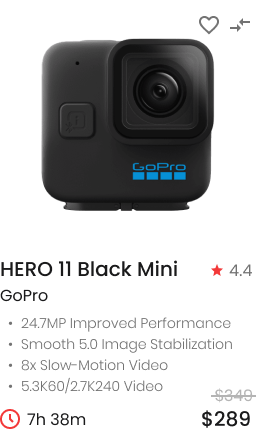 GoPro
HERO 11 Black Mini
4.4
GoPro
• 24.7MP Improved Performance
• Smooth 5.0 Image Stabilization
• 8x Slow-Motion Video
• 5.3K60/2.7K240 Video
$349
7h 38m
$289